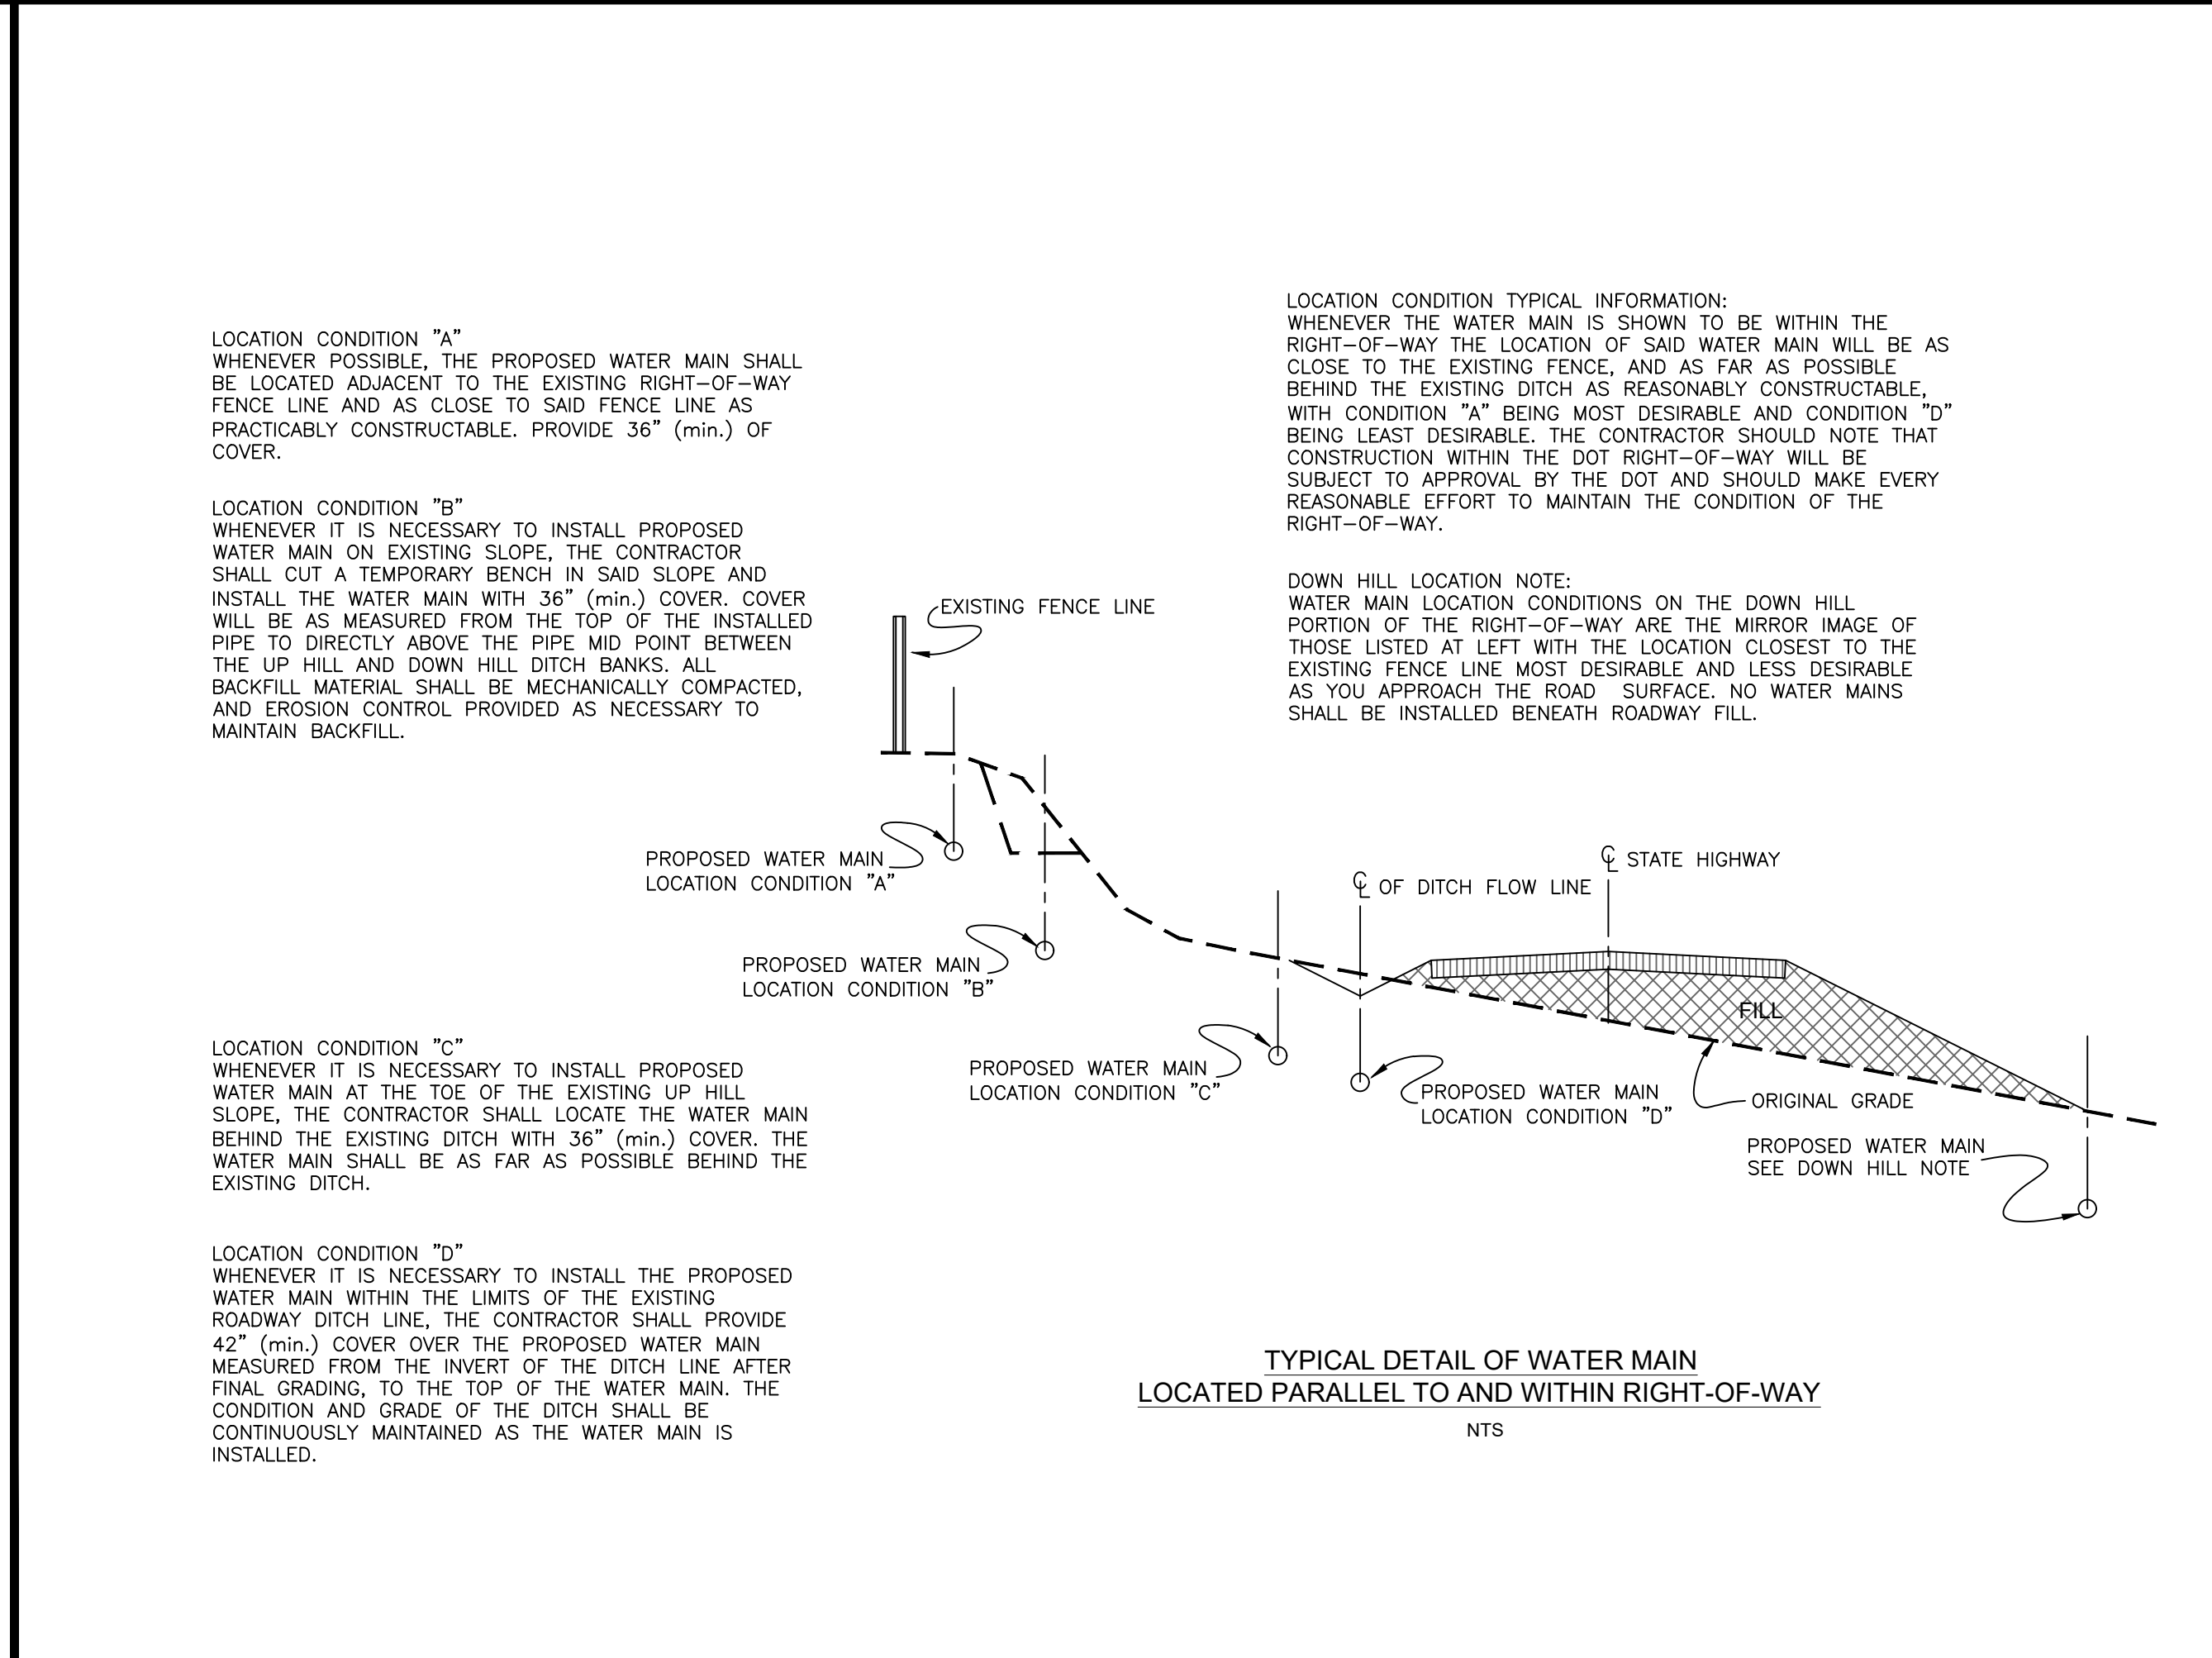 LOCATION CONDITION "A"
WHENEVER POSSIBLE, THE PROPOSED WATER MAIN SHALL
BE LOCATED ADJACENT TO THE EXISTING RIGHT-OF-WAY
FENCE LINE AND AS CLOSE TO SAID FENCE LINE AS
PRACTICABLY CONSTRUCTABLE. PROVIDE 36" (min.) OF
COVER.
LOCATION CONDITION "B"
WHENEVER IT IS NECESSARY TO INSTALL PROPOSED
WATER MAIN ON EXISTING SLOPE, THE CONTRACTOR
SHALL CUT A TEMPORARY BENCH IN SAID SLOPE AND
INSTALL THE WATER MAIN WITH 36" (min.) COVER. COVER
WILL BE AS MEASURED FROM THE TOP OF THE INSTALLED
PIPE TO DIRECTLY ABOVE THE PIPE MID POINT BETWEEN
THE UP HILL AND DOWN HILL DITCH BANKS. ALL
BACKFILL MATERIAL SHALL BE MECHANICALLY COMPACTED,
AND EROSION CONTROL PROVIDED AS NECESSARY TO
MAINTAIN BACKFILL.
LOCATION CONDITION "C"
WHENEVER IT IS NECESSARY TO INSTALL PROPOSED
WATER MAIN AT THE TOE OF THE EXISTING UP HILL
SLOPE, THE CONTRACTOR SHALL LOCATE THE WATER MAIN
BEHIND THE EXISTING DITCH WITH 36" (min.) COVER. THE
WATER MAIN SHALL BE AS FAR AS POSSIBLE BEHIND THE
EXISTING DITCH.
LOCATION CONDITION "D"
WHENEVER IT IS NECESSARY TO INSTALL THE PROPOSED
WATER MAIN WITHIN THE LIMITS OF THE EXISTING
ROADWAY DITCH LINE, THE CONTRACTOR SHALL PROVIDE
42" (min.) COVER OVER THE PROPOSED WATER MAIN
MEASURED FROM THE INVERT OF THE DITCH LINE AFTER
FINAL GRADING, TO THE TOP OF THE WATER MAIN. THE
CONDITION AND GRADE OF THE DITCH SHALL BE
CONTINUOUSLY MAINTAINED AS THE WATER MAIN IS
INSTALLED.
LOCATION CONDITION TYPICAL INFORMATION:
WHENEVER THE WATER MAIN IS SHOWN TO BE WITHIN THE
RIGHT-OF-WAY THE LOCATION OF SAID WATER MAIN WILL BE AS
CLOSE TO THE EXISTING FENCE, AND AS FAR AS POSSIBLE
BEHIND THE EXISTING DITCH AS REASONABLY CONSTRUCTABLE,
WITH CONDITION "A" BEING MOST DESIRABLE AND CONDITION "D"
BEING LEAST DESIRABLE. THE CONTRACTOR SHOULD NOTE THAT
CONSTRUCTION WITHIN THE DOT RIGHT-OF-WAY WILL BE
SUBJECT TO APPROVAL BY THE DOT AND SHOULD MAKE EVERY
REASONABLE EFFORT TO MAINTAIN THE CONDITION OF THE
RIGHT-OF-WAY.
DOWN HILL LOCATION NOTE:
WATER MAIN LOCATION CONDITIONS ON THE DOWN HILL
PORTION OF THE RIGHT-OF-WAY ARE THE MIRROR IMAGE OF
THOSE LISTED AT LEFT WITH THE LOCATION CLOSEST TO THE
EXISTING FENCE LINE MOST DESIRABLE AND LESS DESIRABLE
AS YOU APPROACH THE ROAD SURFACE. NO WATER MAINS
SHALL BE INSTALLED BENEATH ROADWAY FILL.
EXISTING FENCE LINE
PROPOSED WATER MAIN
LOCATION CONDITION "A"
PROPOSED WATER MAIN
LOCATION CONDITION "B"
PROPOSED WATER MAIN
LOCATION CONDITION "C"
℄ OF DITCH FLOW LINE
℄ STATE HIGHWAY
FILL
PROPOSED WATER MAIN
LOCATION CONDITION "D"
ORIGINAL GRADE
PROPOSED WATER MAIN
SEE DOWN HILL NOTE
TYPICAL DETAIL OF WATER MAIN
LOCATED PARALLEL TO AND WITHIN RIGHT-OF-WAY
NTS